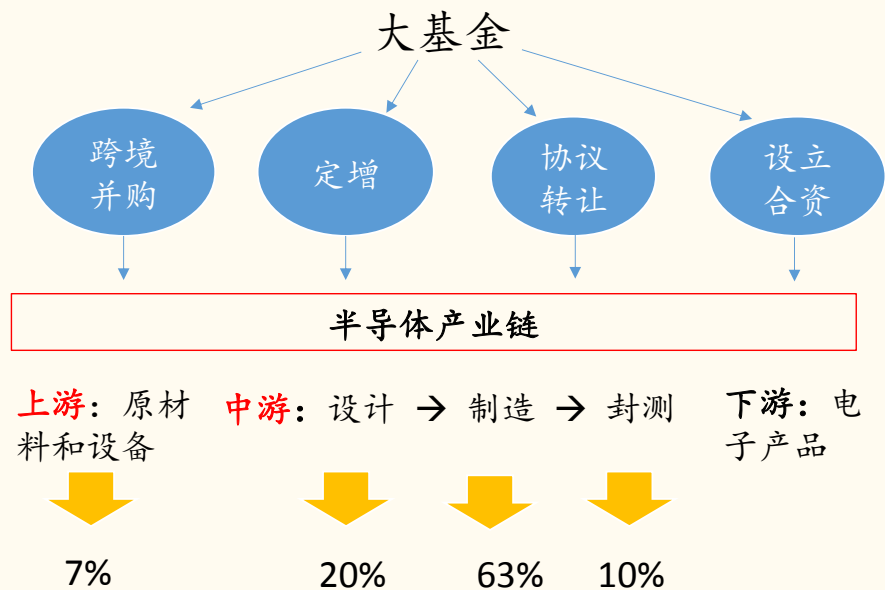 大基金
跨境
并购
定增
协议
转让
设立
合资
半导体产业链
上游：原材
料和设备
中游：设计 → 制造 → 封测
下游：电
子产品
7%
20%
63%
10%